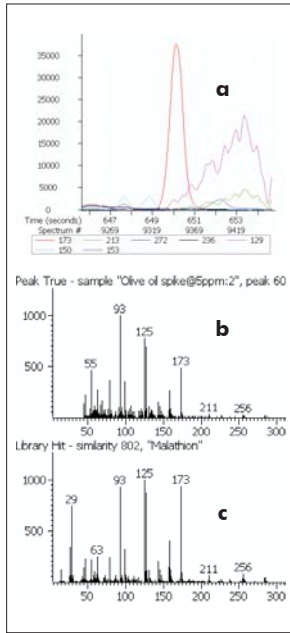 a
35000
30000
25000
20000
15000
10000
5000
0
Time (seconds) 647 649 651 653
Spectrum # 9269 9319 9369 9419
173 213 272 236 129
150 153
Peak True - sample "Olive oil spike@5ppm:2", peak 60
b
1000
500
55 93 125 173 211 256
50 100 150 200 250
Library Hit - similarity 802, "Malathion"
c
1000
500
29 63 93 125 173 211 256
50 100 150 200 250